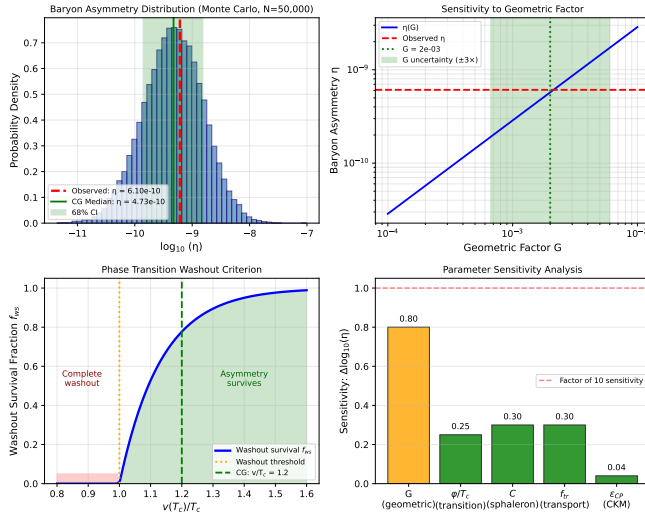 Baryon Asymmetry Distribution (Monte Carlo, N=50,000)
Probability Density
0.7
0.6
0.5
0.4
0.3
0.2
0.1
0.0
Observed: η = 6.10e-10
CG Median: η = 4.73e-10
68% CI
−11
−10
−9
−8
−7
log₁₀ (η)
Sensitivity to Geometric Factor
Baryon Asymmetry η
10⁻⁹
10⁻¹⁰
η(G)
Observed η
G = 2e-03
G uncertainty (±3×)
10⁻⁴
10⁻³
10⁻²
Geometric Factor G
Phase Transition Washout Criterion
Washout Survival Fraction f_ws
1.0
0.8
0.6
0.4
0.2
0.0
Complete
washout
Asymmetry
survives
Washout survival f_ws
Washout threshold
CG: v/T_c = 1.2
0.8
0.9
1.0
1.1
1.2
1.3
1.4
1.5
1.6
v(T_c)/T_c
Parameter Sensitivity Analysis
Sensitivity: Δlog₁₀(η)
1.0
0.8
0.6
0.4
0.2
0.0
0.80
0.25
0.30
0.30
0.04
Factor of 10 sensitivity
G
(geometric)
φ/T_c
(transition)
C
(sphaleron)
f_tr
(transport)
ε_CP
(CKM)